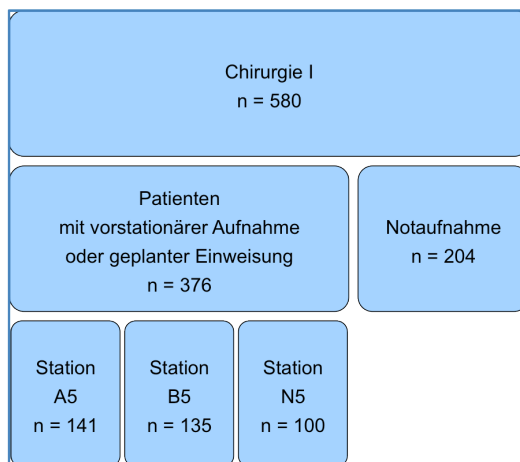 Chirurgie I
n = 580
Patienten
mit vorstationärer Aufnahme
oder geplanter Einweisung
n = 376
Notaufnahme
n = 204
Station
A5
n = 141
Station
B5
n = 135
Station
N5
n = 100